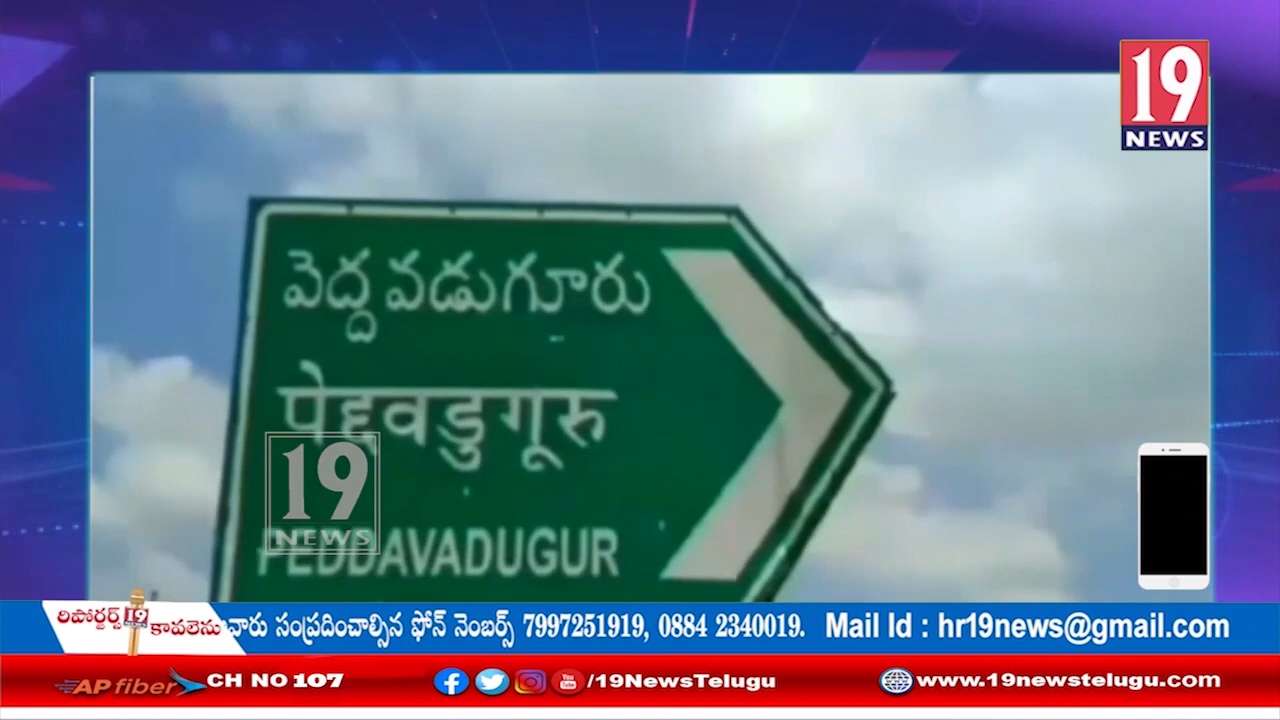 19
NEWS
పెద్దవడుగూరు
पेद्दवडुगूरु
19
NEWS
PEDDAVADUGUR
రిపోర్టర్స్ 19 కావలెను
వారు సంప్రదించాల్సిన ఫోన్ నెంబర్స్ 7997251919, 0884 2340019. Mail Id : hr19news@gmail.com
AP fiber CH NO 107 /19NewsTelugu www.19newstelugu.com